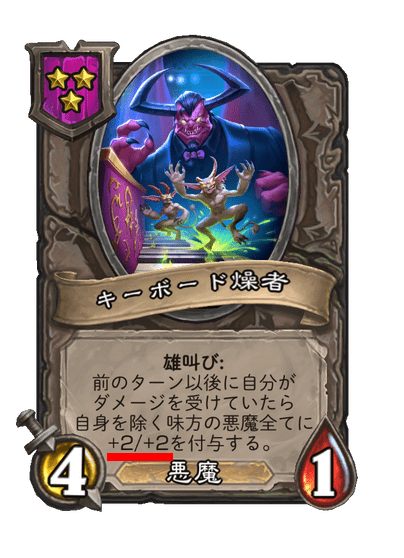 キーボード燥者
雄叫び:
前のターン以後に自分が
ダメージを受けていたら
自身を除く味方の悪魔全てに
+2/+2を付与する。
4
悪魔
1